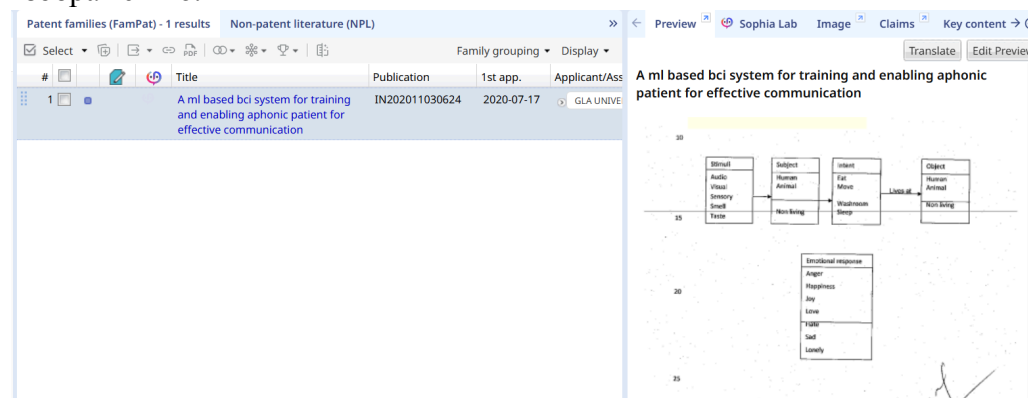 Patent families (FamPat) - 1 results Non-patent literature (NPL) »
Select PDF Family grouping Display
# Title Publication 1st app. Applicant/Ass
1 A ml based bci system for training IN202011030624 2020-07-17 GLA UNIVE
and enabling aphonic patient for
effective communication
← Preview Sophia Lab Image Claims Key content →
Translate Edit Preview
A ml based bci system for training and enabling aphonic
patient for effective communication
10
Stimuli
Audio
Visual
Sensory
Smell
Taste
Subject
Human
Animal
Non living
Intent
Eat
Move
Washroom
Sleep
Lives at
Object
Human
Animal
Non living
15
Emotional response
Anger
Happiness
Joy
Love
Hate
Sad
Lonely
20
25